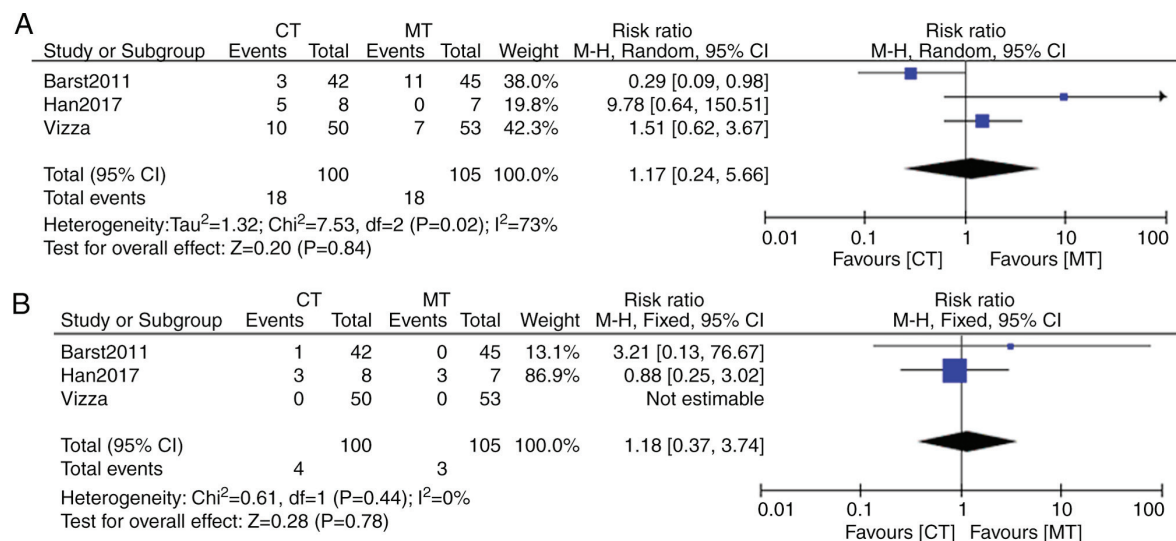 A
CT MT Risk ratio Risk ratio
Study or Subgroup Events Total Events Total Weight M-H, Random, 95% CI M-H, Random, 95% CI
Barst2011 3 42 11 45 38.0% 0.29 [0.09, 0.98]
Han2017 5 8 0 7 19.8% 9.78 [0.64, 150.51]
Vizza 10 50 7 53 42.3% 1.51 [0.62, 3.67]
Total (95% CI) 100 105 100.0% 1.17 [0.24, 5.66]
Total events 18 18
Heterogeneity:Tau²=1.32; Chi²=7.53, df=2 (P=0.02); I²=73%
Test for overall effect: Z=0.20 (P=0.84)
0.01 0.1 1 10 100
Favours [CT] Favours [MT]
B
CT MT Risk ratio Risk ratio
Study or Subgroup Events Total Events Total Weight M-H, Fixed, 95% CI M-H, Fixed, 95% CI
Barst2011 1 42 0 45 13.1% 3.21 [0.13, 76.67]
Han2017 3 8 3 7 86.9% 0.88 [0.25, 3.02]
Vizza 0 50 0 53 Not estimable
Total (95% CI) 100 105 100.0% 1.18 [0.37, 3.74]
Total events 4 3
Heterogeneity: Chi²=0.61, df=1 (P=0.44); I²=0%
Test for overall effect: Z=0.28 (P=0.78)
0.01 0.1 1 10 100
Favours [CT] Favours [MT]